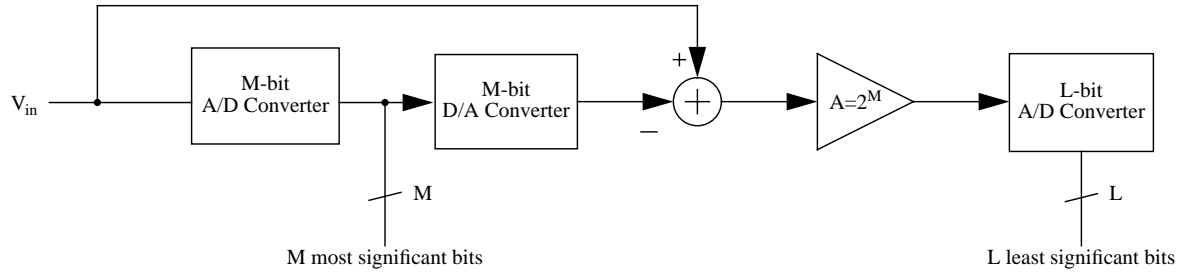 +
M-bit
A/D Converter
M-bit
D/A Converter
L-bit
A/D Converter
V_in
+
A=2^M
−
M
L
M most significant bits
L least significant bits